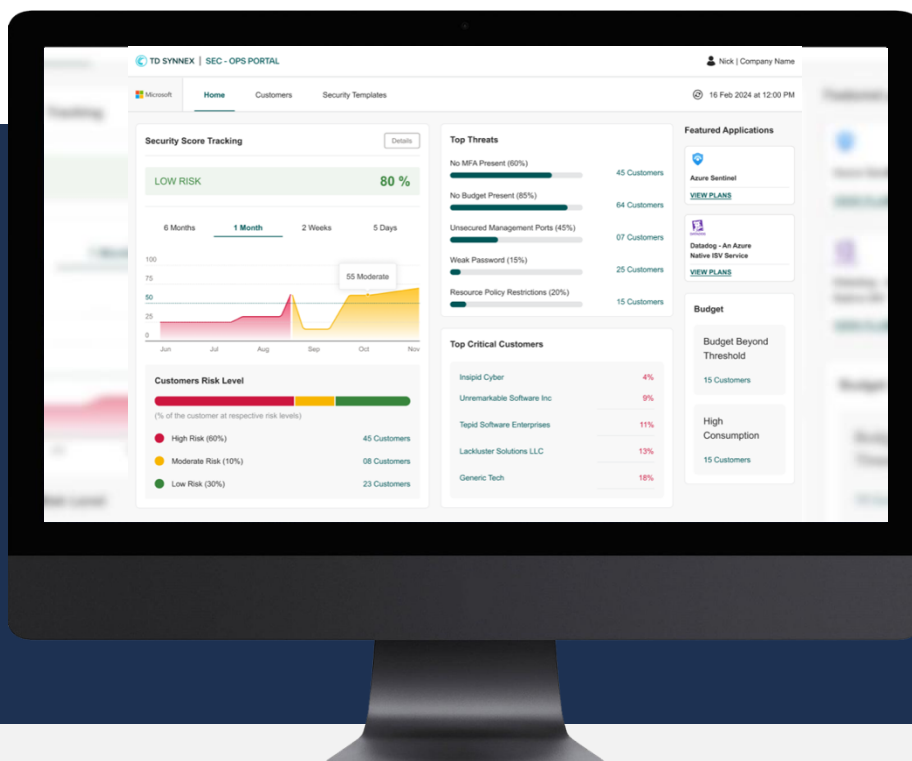 TD SYNNEX | SEC - OPS PORTAL
Nick | Company Name
Microsoft
Home
Customers
Security Templates
16 Feb 2024 at 12:00 PM
Security Score Tracking
Details
LOW RISK
80 %
6 Months
1 Month
2 Weeks
5 Days
100
75
50
25
0
55 Moderate
Jun
Jul
Aug
Sep
Oct
Nov
Customers Risk Level
(% of the customer at respective risk levels)
High Risk (60%)
45 Customers
Moderate Risk (10%)
08 Customers
Low Risk (30%)
23 Customers
Top Threats
No MFA Present (60%)
45 Customers
No Budget Present (85%)
64 Customers
Unsecured Management Ports (45%)
07 Customers
Weak Password (15%)
25 Customers
Resource Policy Restrictions (20%)
15 Customers
Top Critical Customers
Insipid Cyber
4%
Unremarkable Software Inc
9%
Tepid Software Enterprises
11%
Lackluster Solutions LLC
13%
Generic Tech
18%
Featured Applications
Azure Sentinel
VIEW PLANS
Datadog - An Azure
Native ISV Service
VIEW PLANS
Budget
Budget Beyond
Threshold
15 Customers
High
Consumption
15 Customers